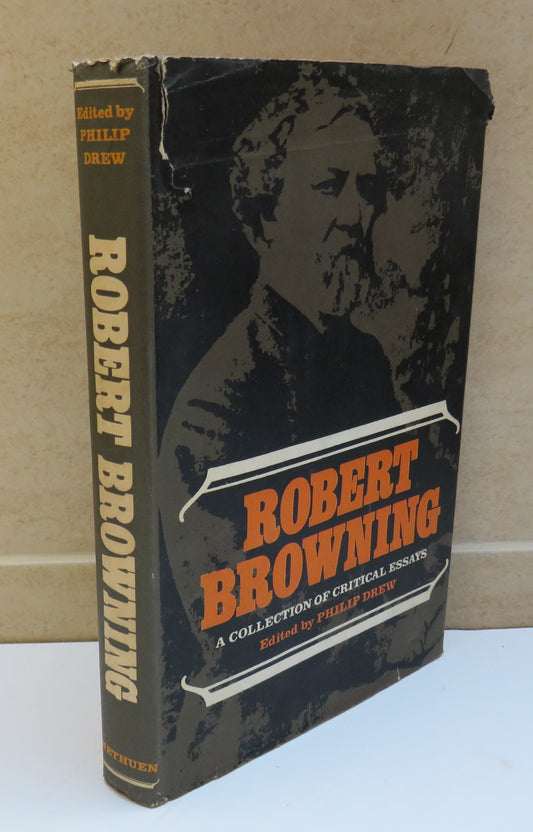 Edited by
PHILIP
DREW
ROBERT BROWNING
METHUEN
ROBERT
BROWNING
A COLLECTION OF CRITICAL ESSAYS
Edited by PHILIP DREW